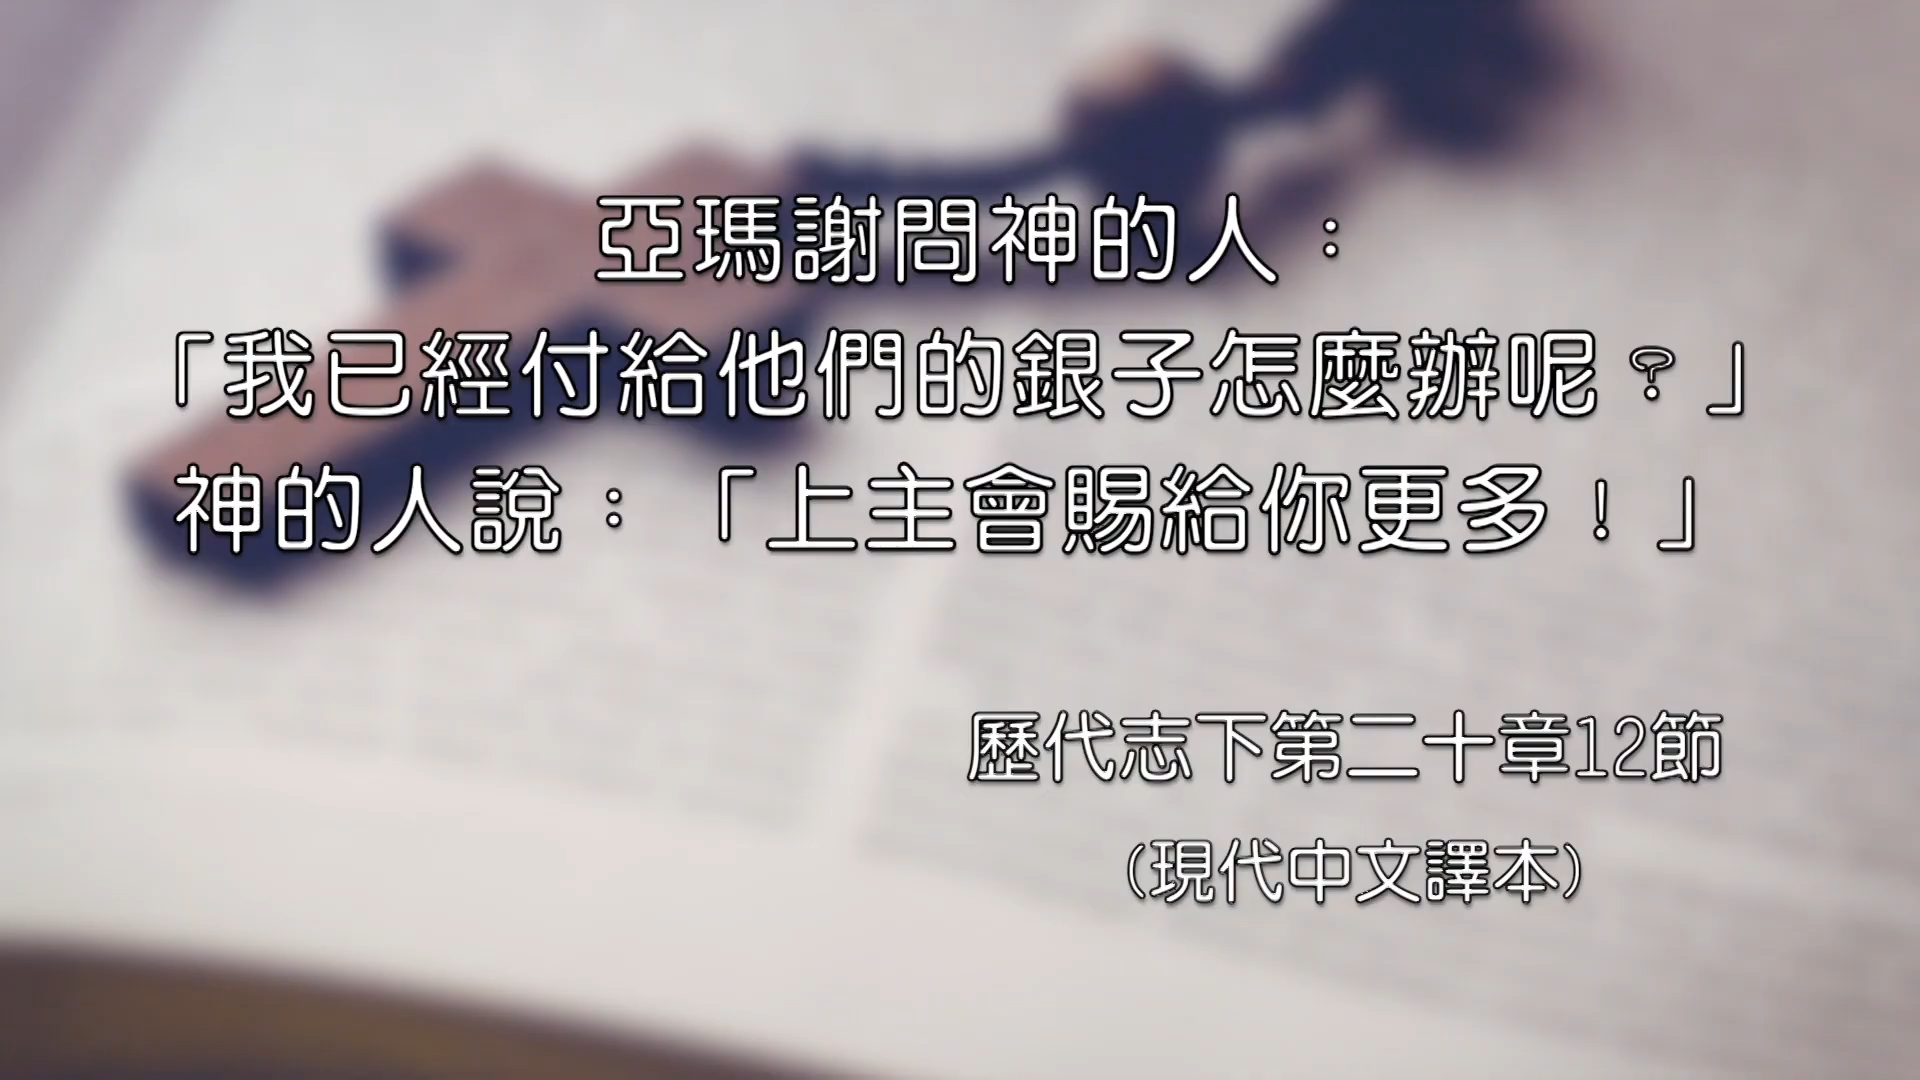 亞瑪謝問神的人：
「我已經付給他們的銀子怎麼辦呢？」
神的人說：「上主會賜給你更多！」
歷代志下第二十章12節
(現代中文譯本)